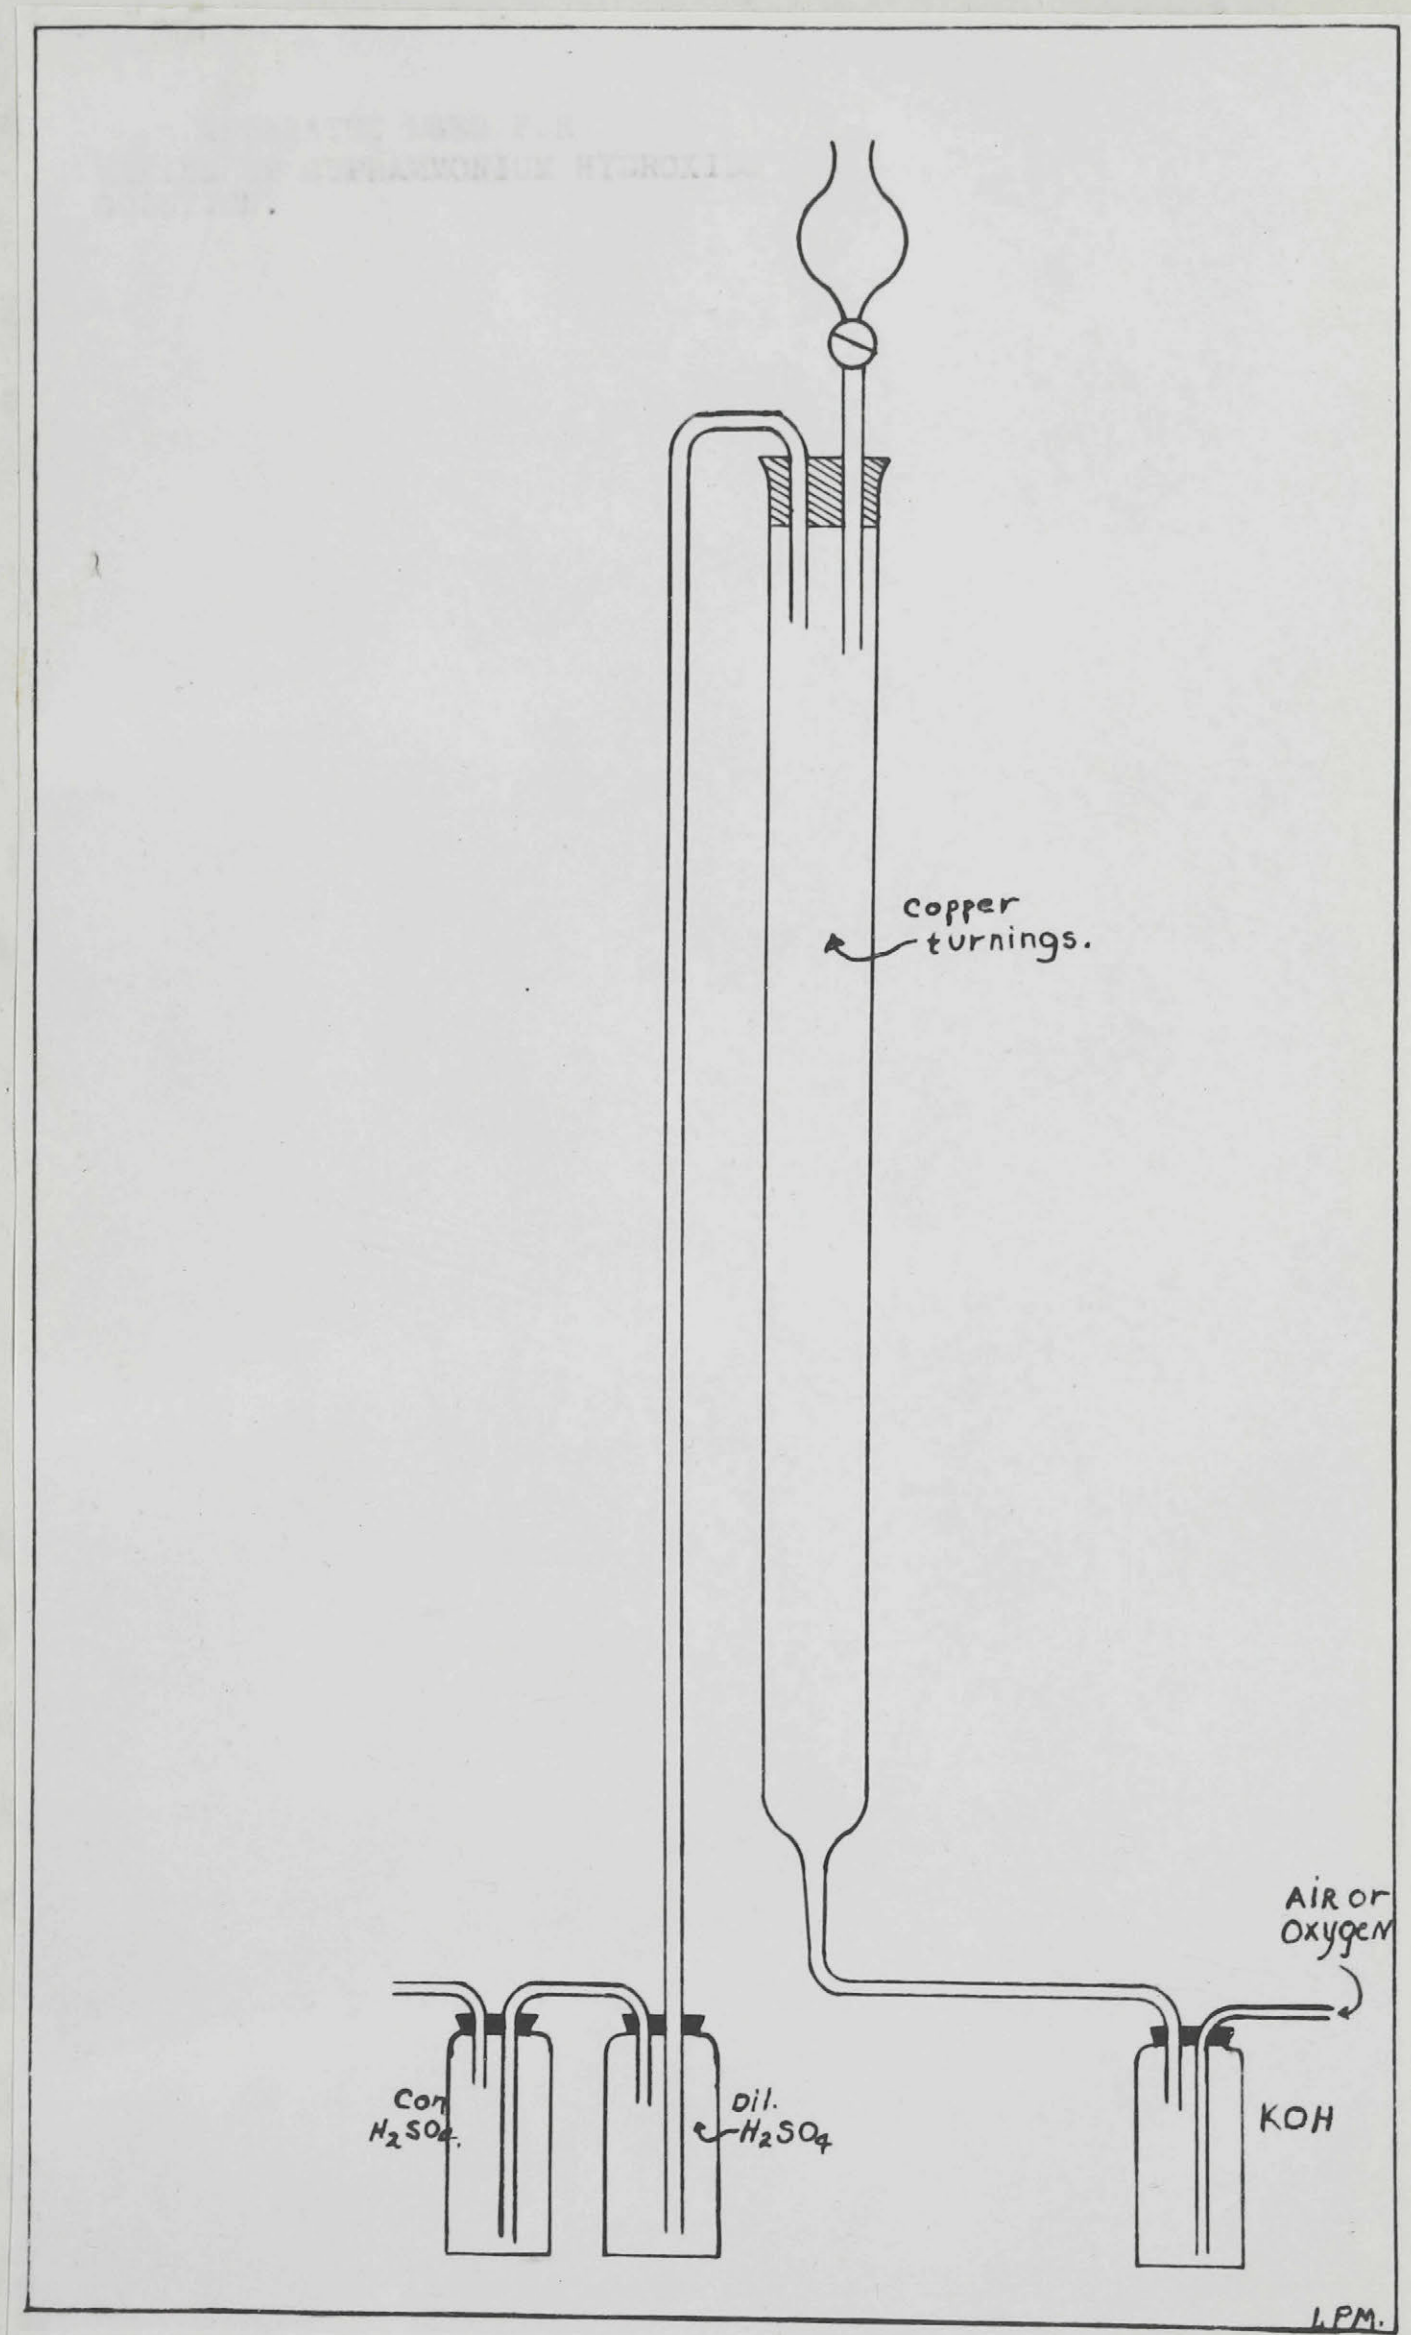 copper
turnings.
AIR or
OxygeN
Con
H2SO4.
Dil.
H2SO4
KOH
L.P.M.